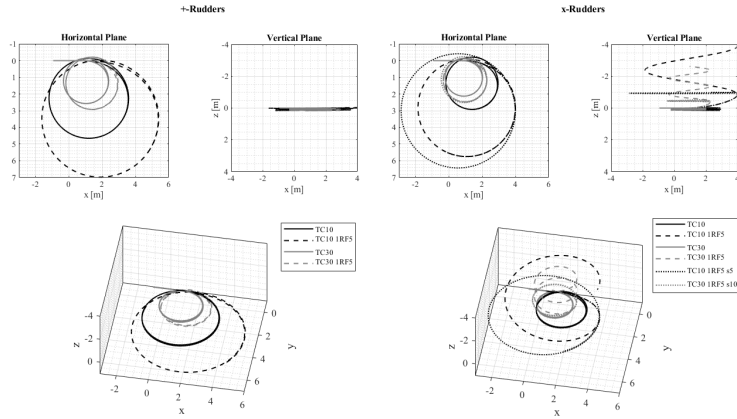 +-Rudders
x-Rudders
Horizontal Plane
-1
0
1
2
3
4
5
6
7
-2
0
2
4
6
x [m]
Vertical Plane
z [m]
-4
-2
0
2
4
-4
-2
0
2
4
x [m]
Horizontal Plane
-1
0
1
2
3
4
5
6
7
-2
0
2
4
6
x [m]
Vertical Plane
z [m]
-4
-2
0
2
4
-4
-2
0
2
4
x [m]
TC10
TC10 1RF5
TC30
TC30 1RF5
z
-4
-2
0
-2
0
2
4
6
x
0
2
4
6
y
TC10
TC10 1RF5
TC30
TC30 1RF5
TC10 1RF5 s5
TC30 1RF5 s10
z
-4
-2
0
-2
0
2
4
6
x
0
2
4
6
y